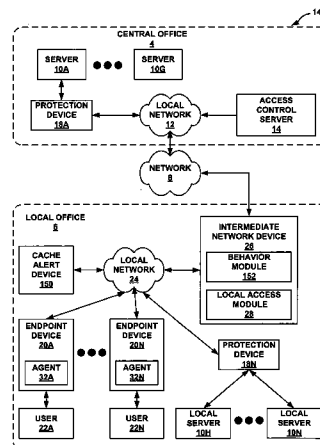 14
CENTRAL OFFICE
4
SERVER
10A
SERVER
10G
PROTECTION
DEVICE
18A
LOCAL
NETWORK
12
ACCESS
CONTROL
SERVER
14
NETWORK
8
LOCAL OFFICE
6
CACHE
ALERT
DEVICE
150
LOCAL
NETWORK
24
INTERMEDIATE
NETWORK DEVICE
26
BEHAVIOR
MODULE
152
LOCAL ACCESS
MODULE
28
ENDPOINT
DEVICE
20A
AGENT
32A
ENDPOINT
DEVICE
20N
AGENT
32N
PROTECTION
DEVICE
18N
USER
22A
USER
22N
LOCAL SERVER
10H
LOCAL SERVER
10N